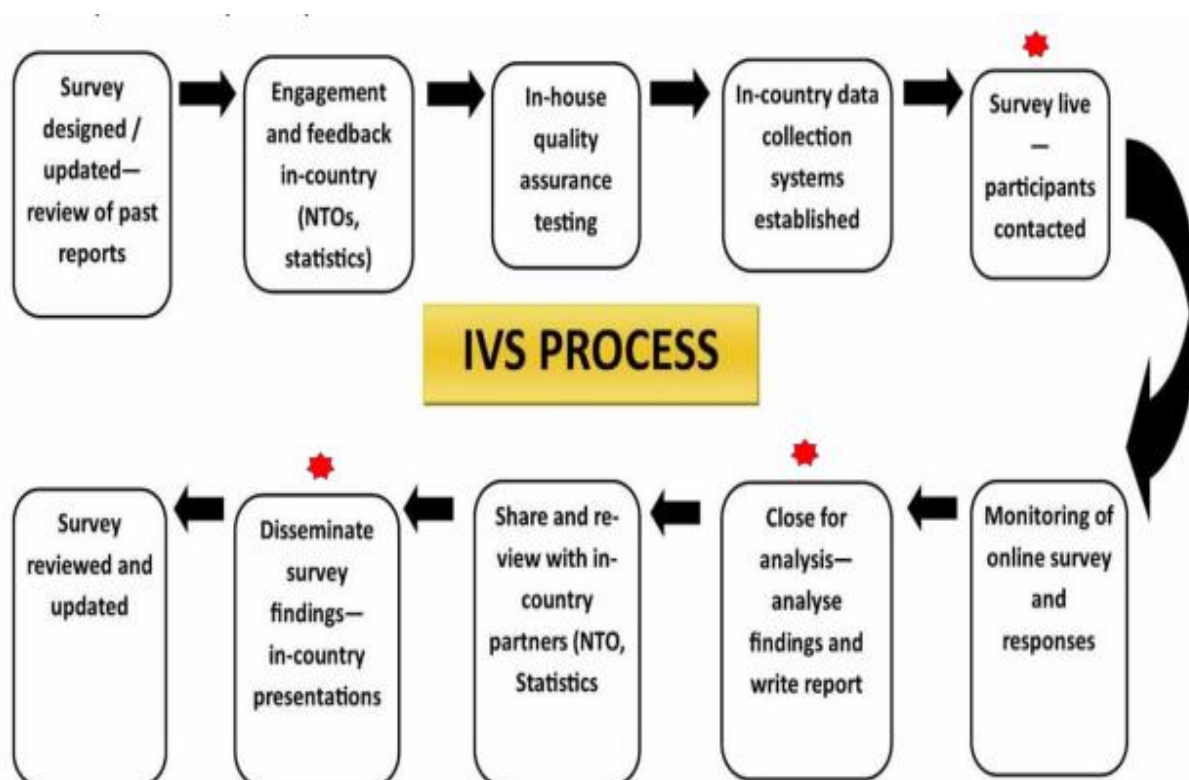 Survey
designed /
updated—
review of past
reports
Engagement
and feedback
in-country
(NTOs,
statistics)
In-house
quality
assurance
testing
In-country data
collection
systems
established
Survey live
—
participants
contacted
IVS PROCESS
Monitoring of
online survey
and
responses
Close for
analysis—
analyse
findings and
write report
Share and re-
view with in-
country
partners (NTO,
Statistics
Disseminate
survey
findings—
in-country
presentations
Survey
reviewed and
updated